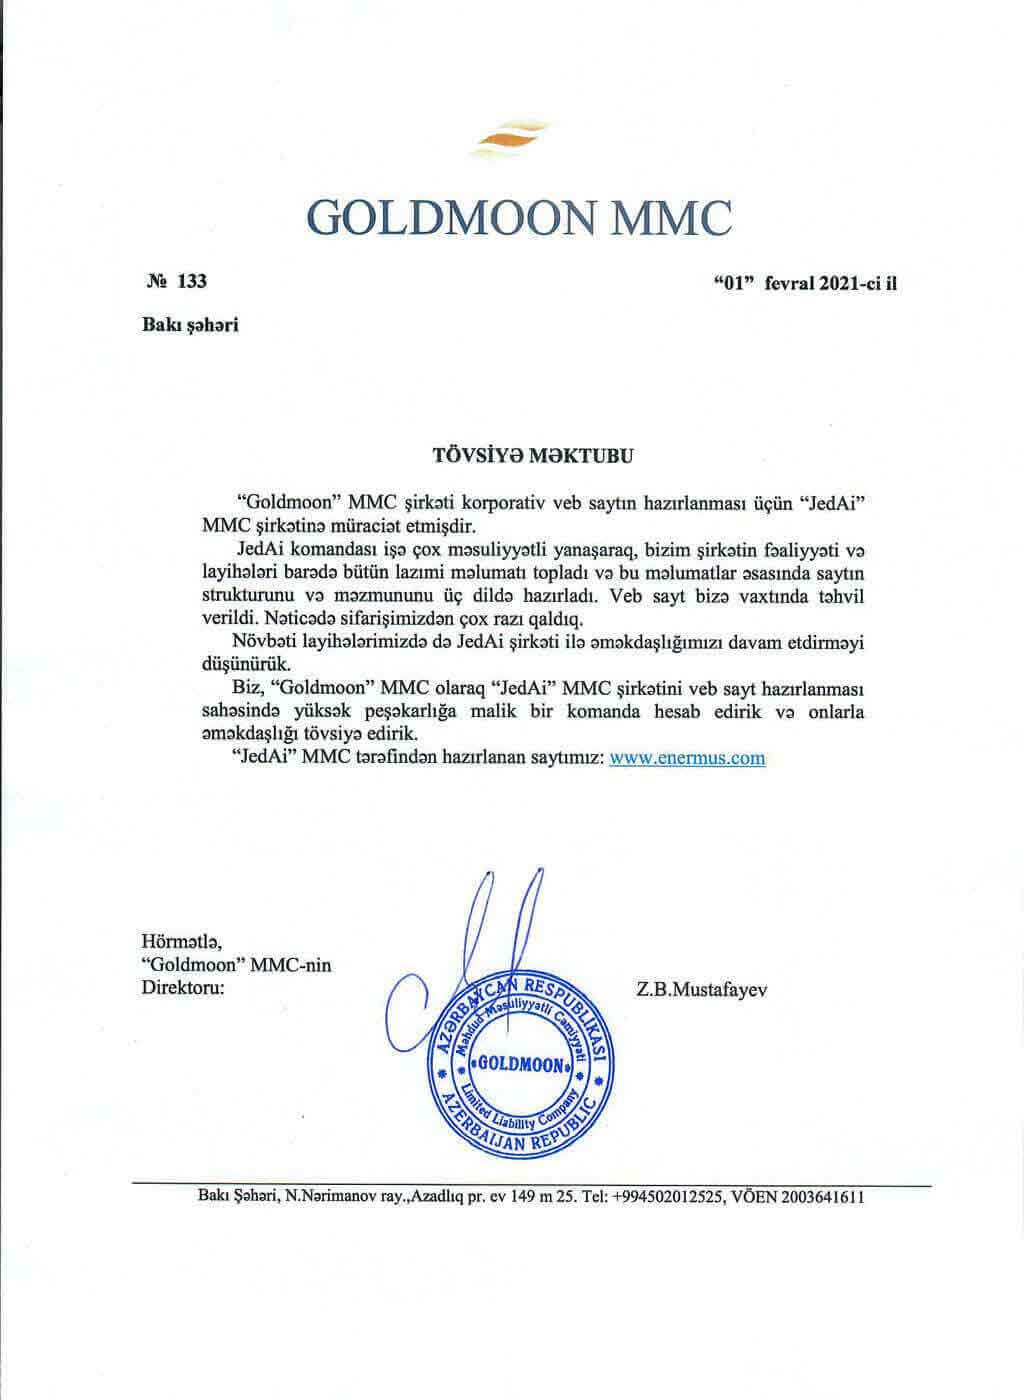 GOLDMOON MMC
№ 133
“01” fevral 2021-ci il
Bakı şəhəri
TÖVSİYƏ MƏKTUBU
“Goldmoon” MMC şirkəti korporativ veb saytın hazırlanması üçün “JedAi”
MMC şirkətinə müraciət etmişdir.
JedAi komandası işə çox məsuliyyətli yanaşaraq, bizim şirkətin fəaliyyəti və
layihələri barədə bütün lazımi məlumatı topladı və bu məlumatlar əsasında saytın
strukturunu və məzmununu üç dildə hazırladı. Veb sayt bizə vaxtında təhvil
verildi. Nəticədə sifarişimizdən çox razı qaldıq.
Növbəti layihələrimizdə də JedAi şirkəti ilə əməkdaşlığımızı davam etdirməyi
düşünürük.
Biz, “Goldmoon” MMC olaraq “JedAi” MMC şirkətini veb sayt hazırlanması
sahəsində yüksək peşəkarlığa malik bir komanda hesab edirik və onlarla
əməkdaşlığı tövsiyə edirik.
“JedAi” MMC tərəfindən hazırlanan saytımız: www.enermus.com
Hörmətlə,
“Goldmoon” MMC-nin
Direktoru:
Z.B.Mustafayev
AZƏRBAYCAN RESPUBLİKASI
Məhdud Məsuliyyətli Cəmiyyəti
GOLDMOON
Limited Liability Company
AZERBAIJAN REPUBLIC
Bakı Şəhəri, N.Nərimanov ray.,Azadlıq pr. ev 149 m 25. Tel: +994502012525, VÖEN 2003641611